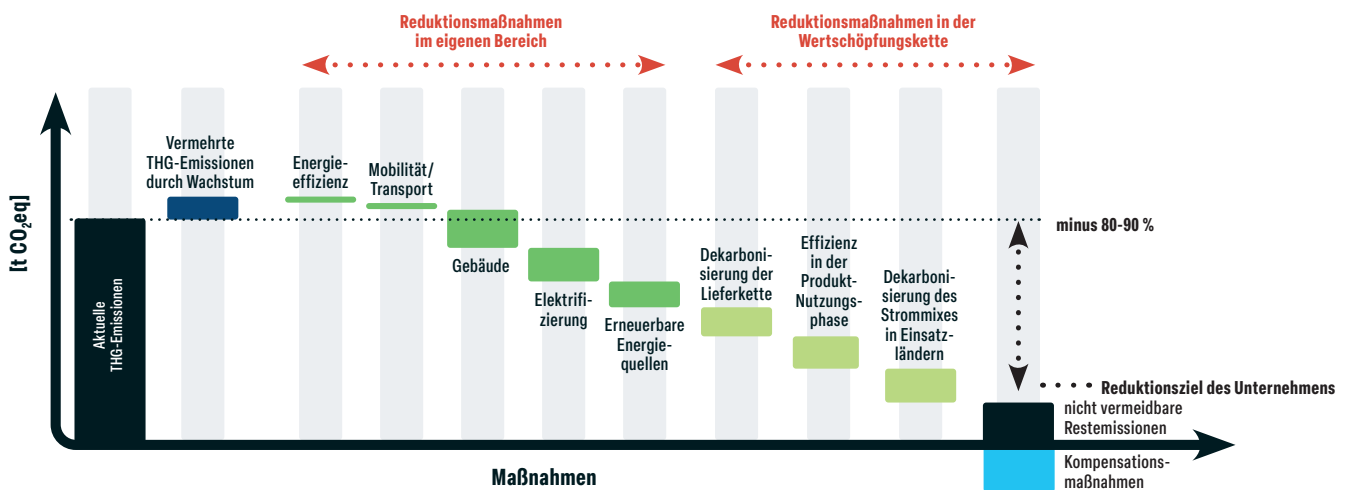 Reduktionsmaßnahmen
im eigenen Bereich
Reduktionsmaßnahmen in der
Wertschöpfungskette
[t CO₂eq]
Aktuelle
THG-Emissionen
Vermehrte
THG-Emissionen
durch Wachstum
Energie-
effizienz
Mobilität/
Transport
Gebäude
Elektrifi-
zierung
Erneuerbare
Energie-
quellen
Dekarboni-
sierung der
Lieferkette
Effizienz
in der
Produkt-
Nutzungs-
phase
Dekarboni-
sierung des
Strommixes
in Einsatz-
ländern
minus 80-90 %
Reduktionsziel des Unternehmens
nicht vermeidbare
Restemissionen
Kompensations-
maßnahmen
Maßnahmen